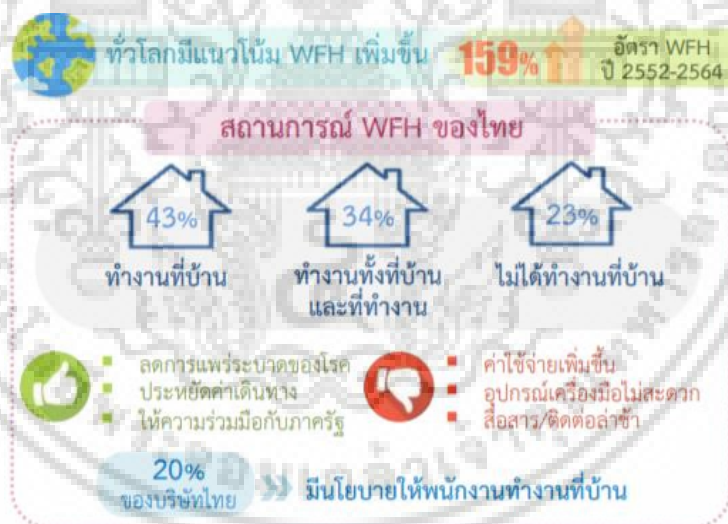 ทั่วโลกมีแนวโน้ม WFH เพิ่มขึ้น
159%
อัตรา WFH
ปี 2552-2564
สถานการณ์ WFH ของไทย
43%
34%
23%
ทำงานที่บ้าน
ทำงานทั้งที่บ้าน
และที่ทำงาน
ไม่ได้ทำงานที่บ้าน
ลดการแพร่ระบาดของโรค
ประหยัดค่าเดินทาง
ให้ความร่วมมือกับภาครัฐ
ค่าใช้จ่ายเพิ่มขึ้น
อุปกรณ์เครื่องมือไม่สะดวก
สื่อสาร/ติดต่อล่าช้า
20%
ของบริษัทไทย
มีนโยบายให้พนักงานทำงานที่บ้าน